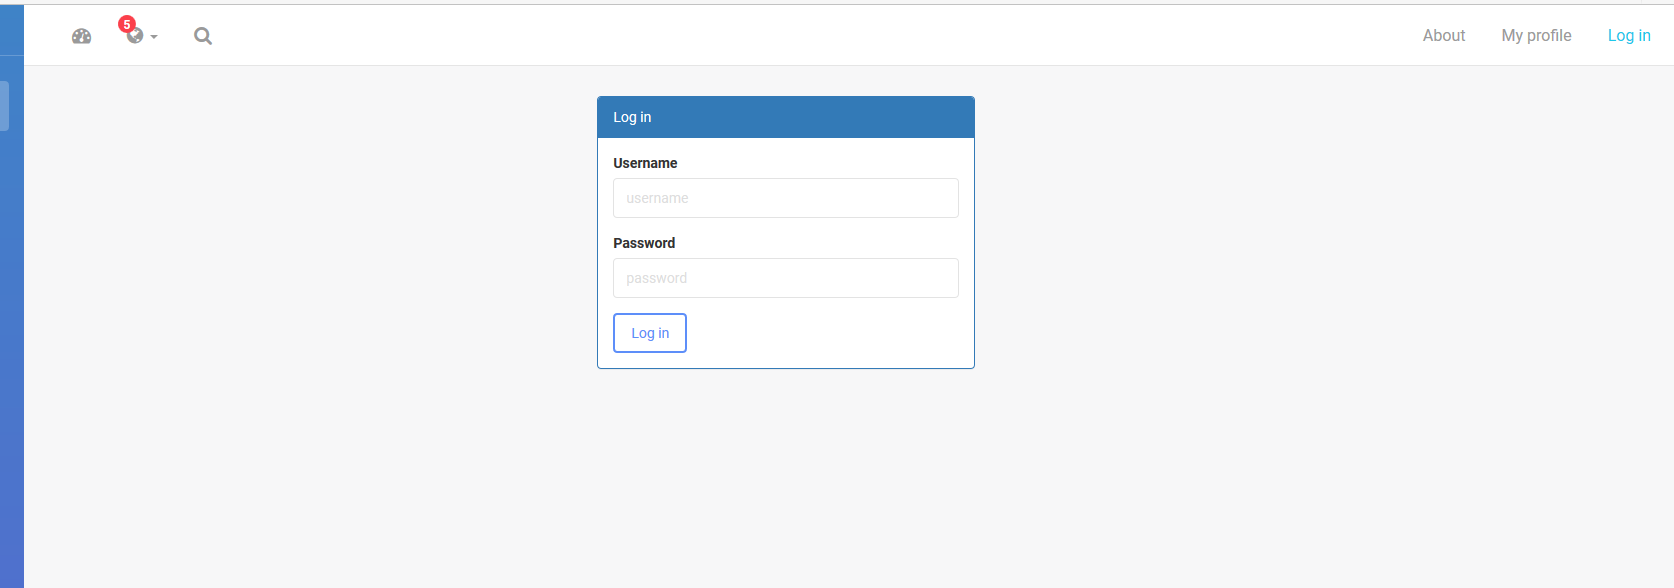 5
About My profile Log in
Log in
Username
username
Password
password
Log in